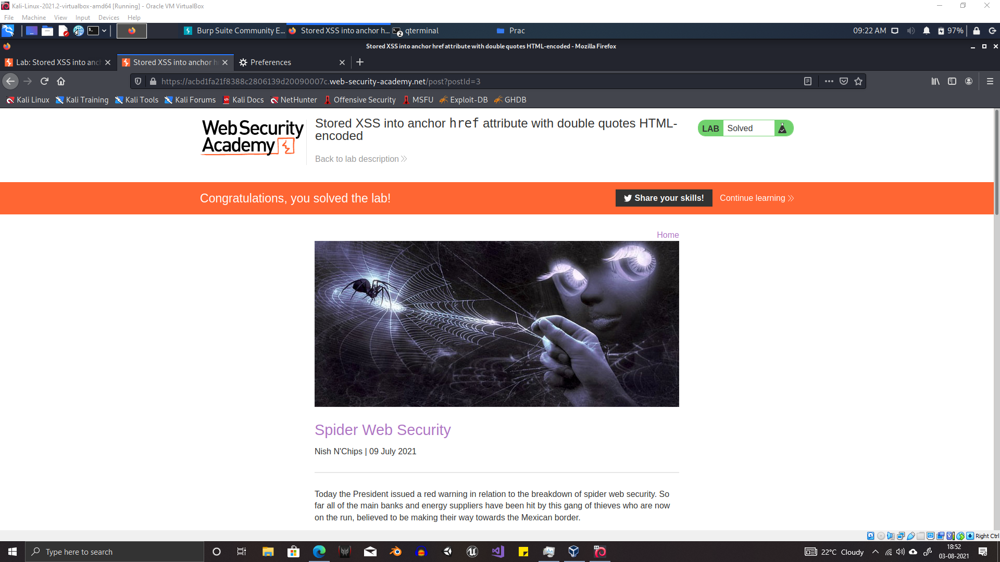 Kali-Linux-2021.2-virtualbox-amd64 [Running] - Oracle VM VirtualBox
File Machine View Input Devices Help
Burp Suite Community E... Stored XSS into anchor h... 2 qterminal Prac 09:22 AM 97%
Stored XSS into anchor href attribute with double quotes HTML-encoded - Mozilla Firefox
Lab: Stored XSS into anc Stored XSS into anchor h Preferences
https://acbd1fa21f8388c2806139d20090007c.web-security-academy.net/post?postId=3
Kali Linux Kali Training Kali Tools Kali Forums Kali Docs NetHunter Offensive Security MSFU Exploit-DB GHDB
Web Security
Academy
Stored XSS into anchor href attribute with double quotes HTML-
encoded
LAB Solved
Back to lab description
Congratulations, you solved the lab!
Share your skills! Continue learning
Home
Spider Web Security
Nish N'Chips | 09 July 2021
Today the President issued a red warning in relation to the breakdown of spider web security. So
far all of the main banks and energy suppliers have been hit by this gang of thieves who are now
on the run, believed to be making their way towards the Mexican border.
Right Ctrl
Type here to search
22°C Cloudy
18:52
03-08-2021